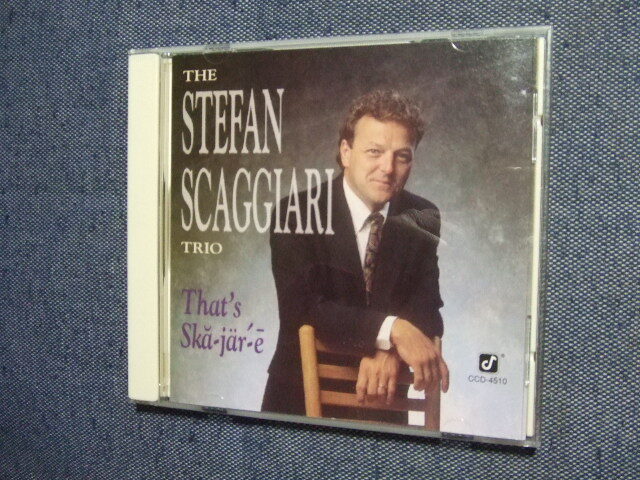 THE
STEFAN
SCAGGIARI
TRIO
That's
Skă-jär´-ē
CCD-4510